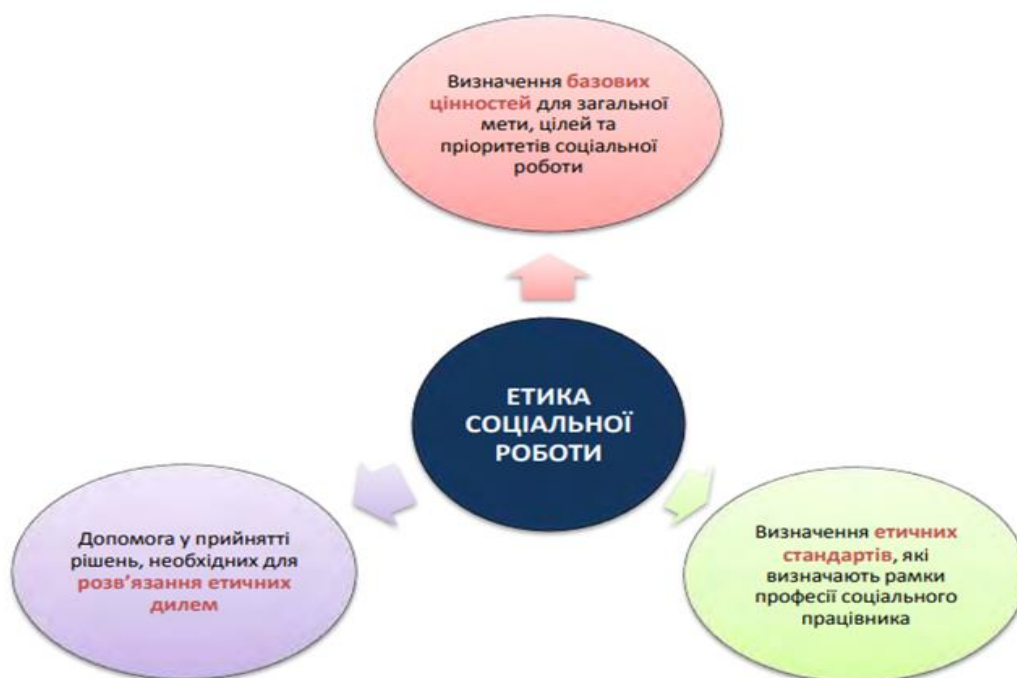 Визначення базових
цінностей для загальної
мети, цілей та
пріоритетів соціальної
роботи
ЕТИКА
СОЦІАЛЬНОЇ
РОБОТИ
Допомога у прийнятті
рішень, необхідних для
розв’язання етичних
дилем
Визначення етичних
стандартів, які
визначають рамки
професії соціального
працівника